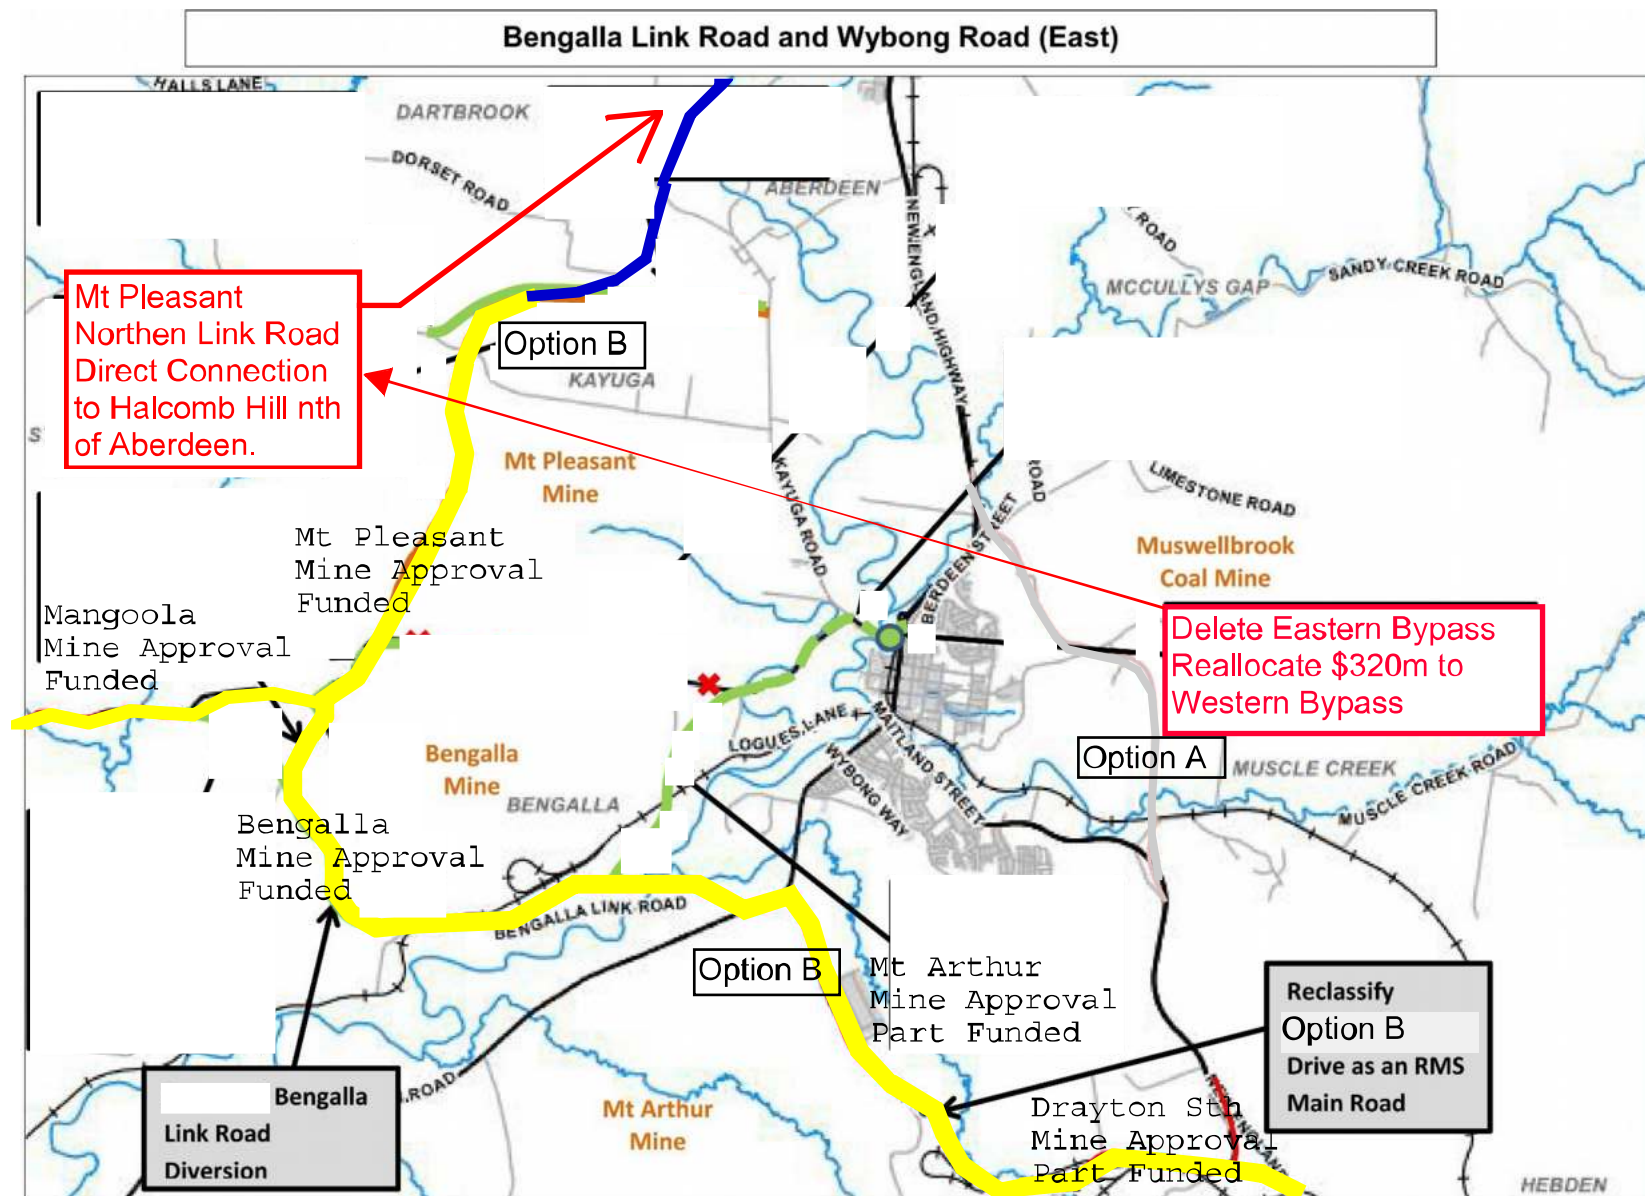 Bengalla Link Road and Wybong Road (East)
HALLS LANE
DARTBROOK
DORSET ROAD
ABERDEEN
NEW ENGLAND HIGHWAY
ROAD
MCCULLYS GAP
SANDY CREEK ROAD
Mt Pleasant
Northen Link Road
Direct Connection
to Halcomb Hill nth
of Aberdeen.
Option B
KAYUGA
S
Mt Pleasant
Mine
KAYUGA ROAD
ROAD
LIMESTONE ROAD
Mt Pleasant
Mine Approval
Funded
BERDEEN STREET
Muswellbrook
Coal Mine
Mangoola
Mine Approval
Funded
Delete Eastern Bypass
Reallocate $320m to
Western Bypass
Bengalla
Mine
BENGALLA
LOGUES LANE
MAITLAND STREET
WYBONG WAY
Option A
MUSCLE CREEK
MUSCLE CREEK ROAD
Bengalla
Mine Approval
Funded
BENGALLA LINK ROAD
Option B
Mt Arthur
Mine Approval
Part Funded
Reclassify
Option B
Drive as an RMS
Main Road
Bengalla
Link Road
Diversion
ROAD
Mt Arthur
Mine
Drayton Sth
Mine Approval
Part Funded
NEW ENGLAND
HEBDEN